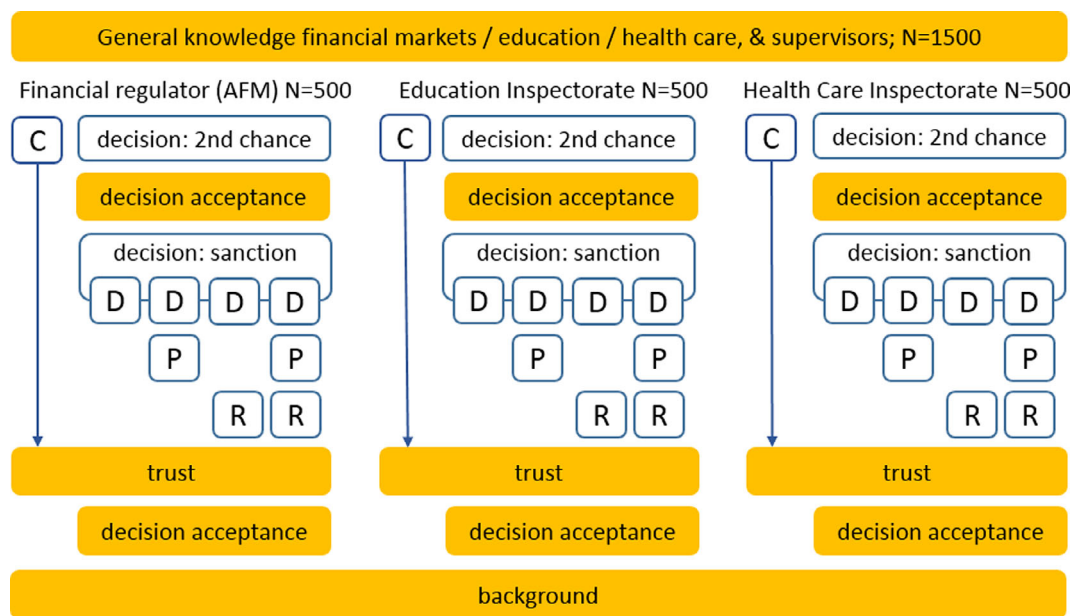 General knowledge financial markets / education / health care, & supervisors; N=1500
Financial regulator (AFM) N=500
Education Inspectorate N=500
Health Care Inspectorate N=500
C
decision: 2nd chance
C
decision: 2nd chance
C
decision: 2nd chance
decision acceptance
decision acceptance
decision acceptance
decision: sanction
decision: sanction
decision: sanction
D D D D
D D D D
D D D D
P P
P P
P P
R R
R R
R R
trust
trust
trust
decision acceptance
decision acceptance
decision acceptance
background